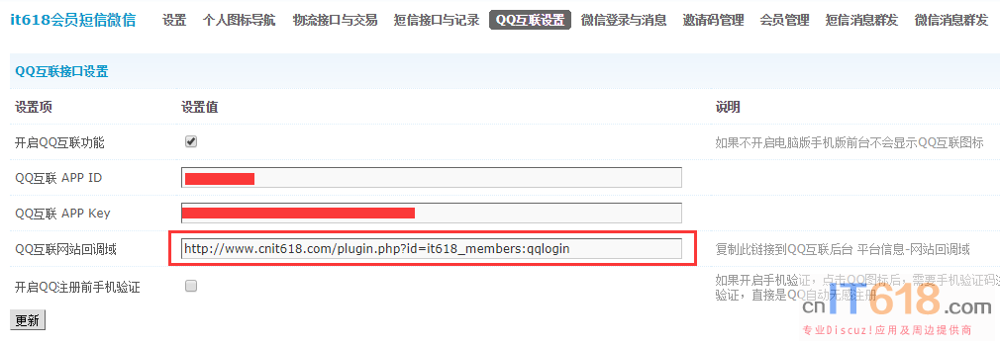 it618会员短信微信 设置 个人图标导航 物流接口与交易 短信接口与记录 QQ互联设置 微信登录与消息 邀请码管理 会员管理 短信消息群发 微信消息群发
QQ互联接口设置
设置项 设置值 说明
开启QQ互联功能 如果不开启电脑版手机版前台不会显示QQ互联图标
QQ互联 APP ID
QQ互联 APP Key
QQ互联网站回调域 http://www.cnit618.com/plugin.php?id=it618_members:qqlogin 复制此链接到QQ互联后台 平台信息-网站回调域
开启QQ注册前手机验证 如果开启手机验证，点击QQ图标后，需要手机验证码注
验证，直接是QQ自动无感注册
更新
cnIT618.com
专业Discuz!应用及周边提供商